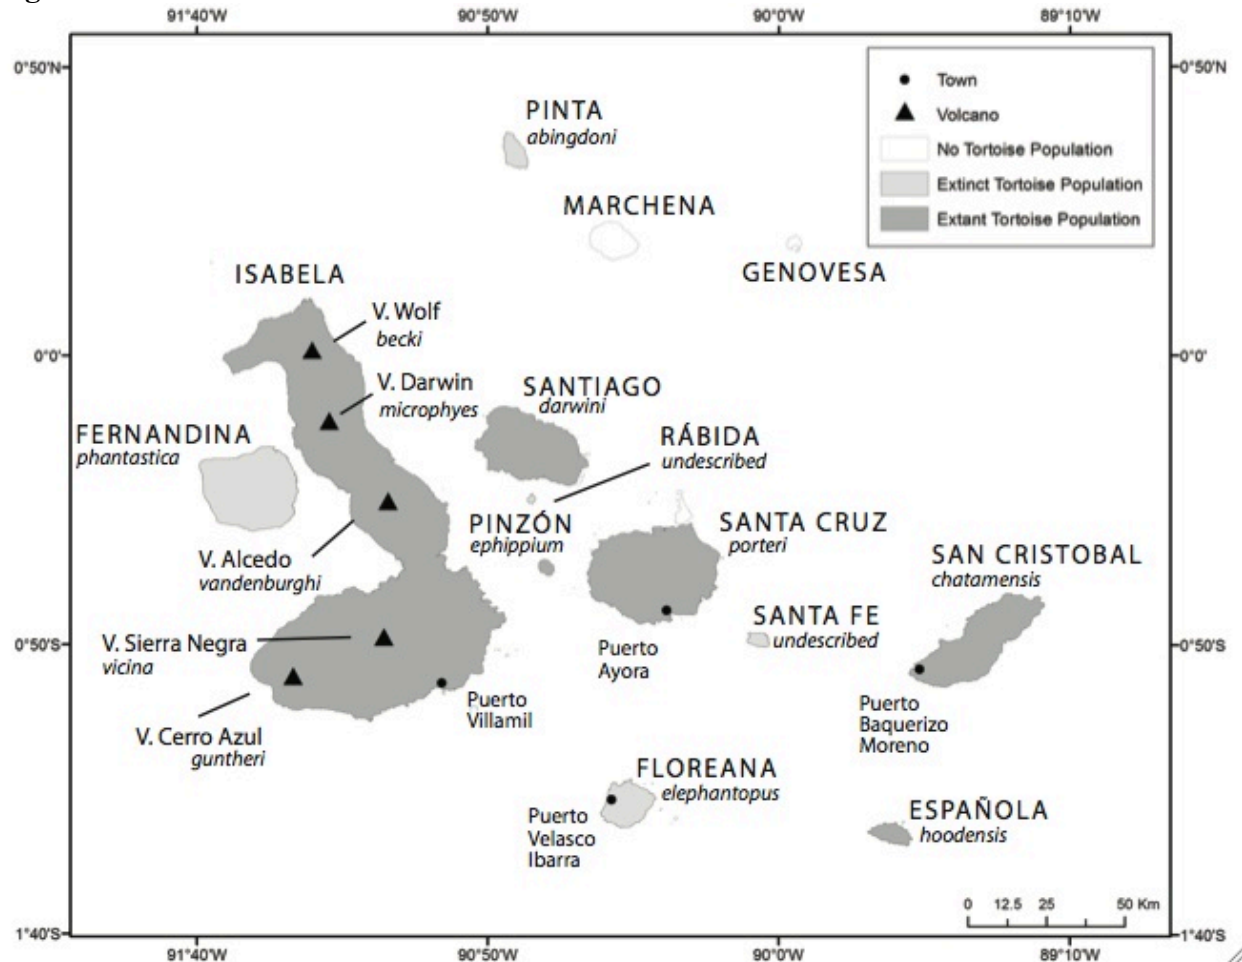 g
91°40'W
90°50'W
90°0'W
89°10'W
0°50'N
0°50'N
Town
Volcano
No Tortoise Population
Extinct Tortoise Population
Extant Tortoise Population
PINTA
abingdoni
MARCHENA
GENOVESA
ISABELA
V. Wolf
becki
0°0'
0°0'
V. Darwin
microphyes
SANTIAGO
darwini
FERNANDINA
phantastica
RÁBIDA
undescribed
PINZÓN
ephippium
SANTA CRUZ
porteri
V. Alcedo
vandenburghi
SAN CRISTOBAL
chatamensis
SANTA FE
undescribed
V. Sierra Negra
vicina
0°50'S
0°50'S
Puerto
Ayora
Puerto
Villamil
Puerto
Baquerizo
Moreno
V. Cerro Azul
guntheri
FLOREANA
elephantopus
Puerto
Velasco
Ibarra
ESPAÑOLA
hoodensis
0 12.5 25 50 Km
1°40'S
1°40'S
91°40'W
90°50'W
90°0'W
89°10'W